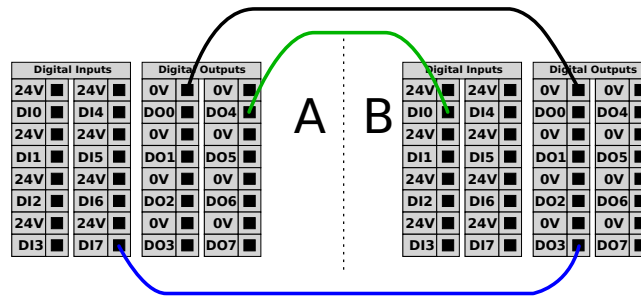 Digital Inputs Digital Outputs Digital Inputs Digital Outputs
24V 24V 0V 0V 24V 24V 0V 0V
DI0 DI4 DO0 DO4 A B DI0 DI4 DO0 DO4
24V 24V 0V 0V 24V 24V 0V 0V
DI1 DI5 DO1 DO5 DI1 DI5 DO1 DO5
24V 24V 0V 0V 24V 24V 0V 0V
DI2 DI6 DO2 DO6 DI2 DI6 DO2 DO6
24V 24V 0V 0V 24V 24V 0V 0V
DI3 DI7 DO3 DO7 DI3 DI7 DO3 DO7